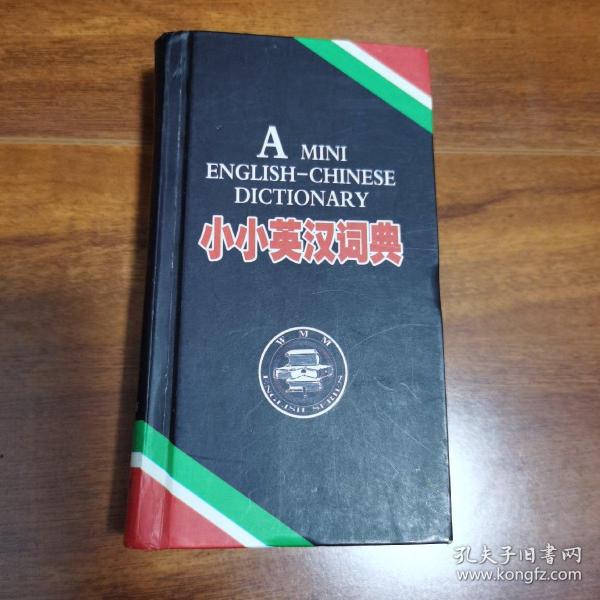 A MINI
ENGLISH-CHINESE
DICTIONARY
小小英汉词典
WMM
ENGLISH SERIES
孔夫子旧书网
www.kongfz.com